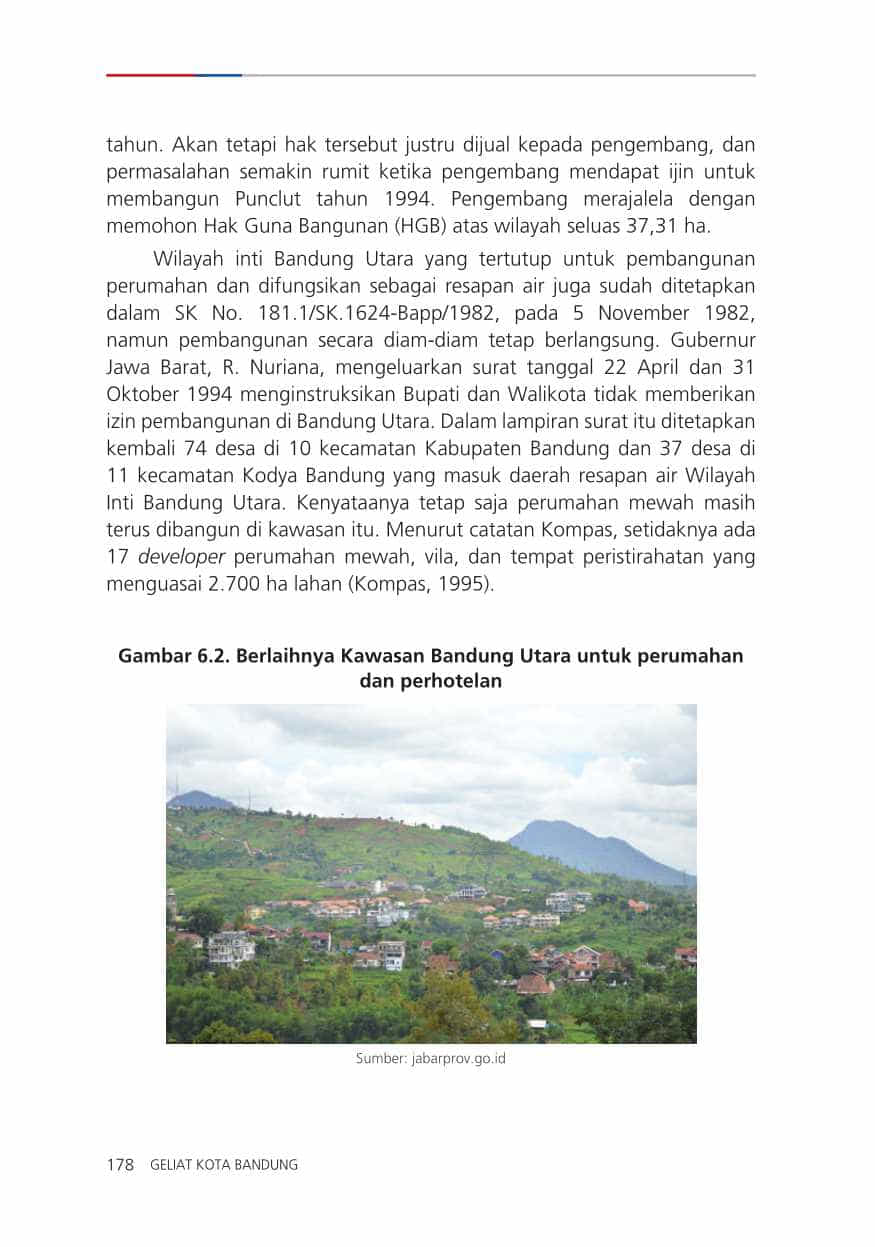 tahun. Akan tetapi hak tersebut justru dijual kepada pengembang, dan
permasalahan semakin rumit ketika pengembang mendapat ijin untuk
membangun Punclut tahun 1994. Pengembang merajalela dengan
memohon Hak Guna Bangunan (HGB) atas wilayah seluas 37,31 ha.
Wilayah inti Bandung Utara yang tertutup untuk pembangunan
perumahan dan difungsikan sebagai resapan air juga sudah ditetapkan
dalam SK No. 181.1/SK.1624-Bapp/1982, pada 5 November 1982,
namun pembangunan secara diam-diam tetap berlangsung. Gubernur
Jawa Barat, R. Nuriana, mengeluarkan surat tanggal 22 April dan 31
Oktober 1994 menginstruksikan Bupati dan Walikota tidak memberikan
izin pembangunan di Bandung Utara. Dalam lampiran surat itu ditetapkan
kembali 74 desa di 10 kecamatan Kabupaten Bandung dan 37 desa di
11 kecamatan Kodya Bandung yang masuk daerah resapan air Wilayah
Inti Bandung Utara. Kenyataanya tetap saja perumahan mewah masih
terus dibangun di kawasan itu. Menurut catatan Kompas, setidaknya ada
17 developer perumahan mewah, vila, dan tempat peristirahatan yang
menguasai 2.700 ha lahan (Kompas, 1995).
Gambar 6.2. Berlaihnya Kawasan Bandung Utara untuk perumahan
dan perhotelan
Sumber: jabarprov.go.id
178 GELIAT KOTA BANDUNG